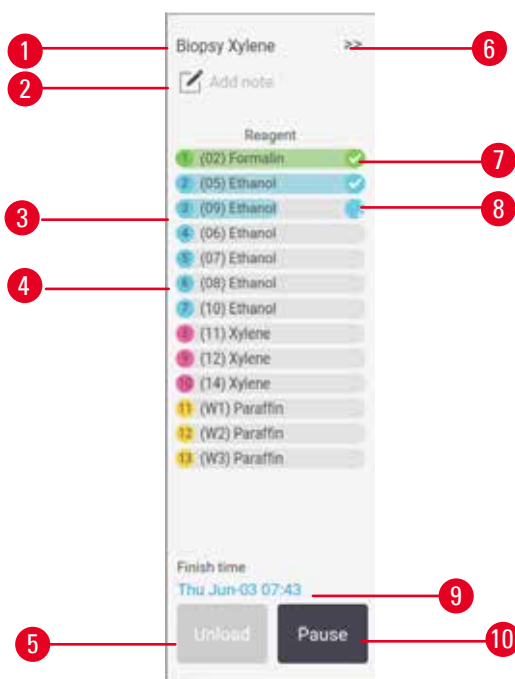 1 Biopsy Xylene >> 6
2 Add note
Reagent
1 (02) Formalin 7
2 (05) Ethanol
3 3 (09) Ethanol 8
4 (06) Ethanol
5 (07) Ethanol
4 6 (08) Ethanol
7 (10) Ethanol
8 (11) Xylene
9 (12) Xylene
10 (14) Xylene
11 (W1) Paraffin
12 (W2) Paraffin
13 (W3) Paraffin
Finish time
Thu Jun-03 07:43 9
5 Unload Pause 10